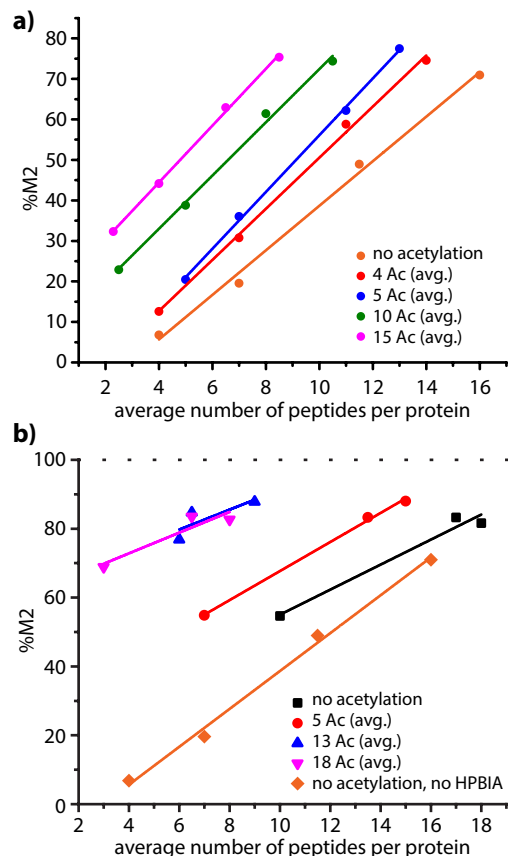 a)
80
70
60
50
40
30
20
10
0
%M2
no acetylation
4 Ac (avg.)
5 Ac (avg.)
10 Ac (avg.)
15 Ac (avg.)
2 4 6 8 10 12 14 16
average number of peptides per protein
b)
100
80
60
40
20
0
%M2
no acetylation
5 Ac (avg.)
13 Ac (avg.)
18 Ac (avg.)
no acetylation, no HPBIA
2 4 6 8 10 12 14 16 18
average number of peptides per protein